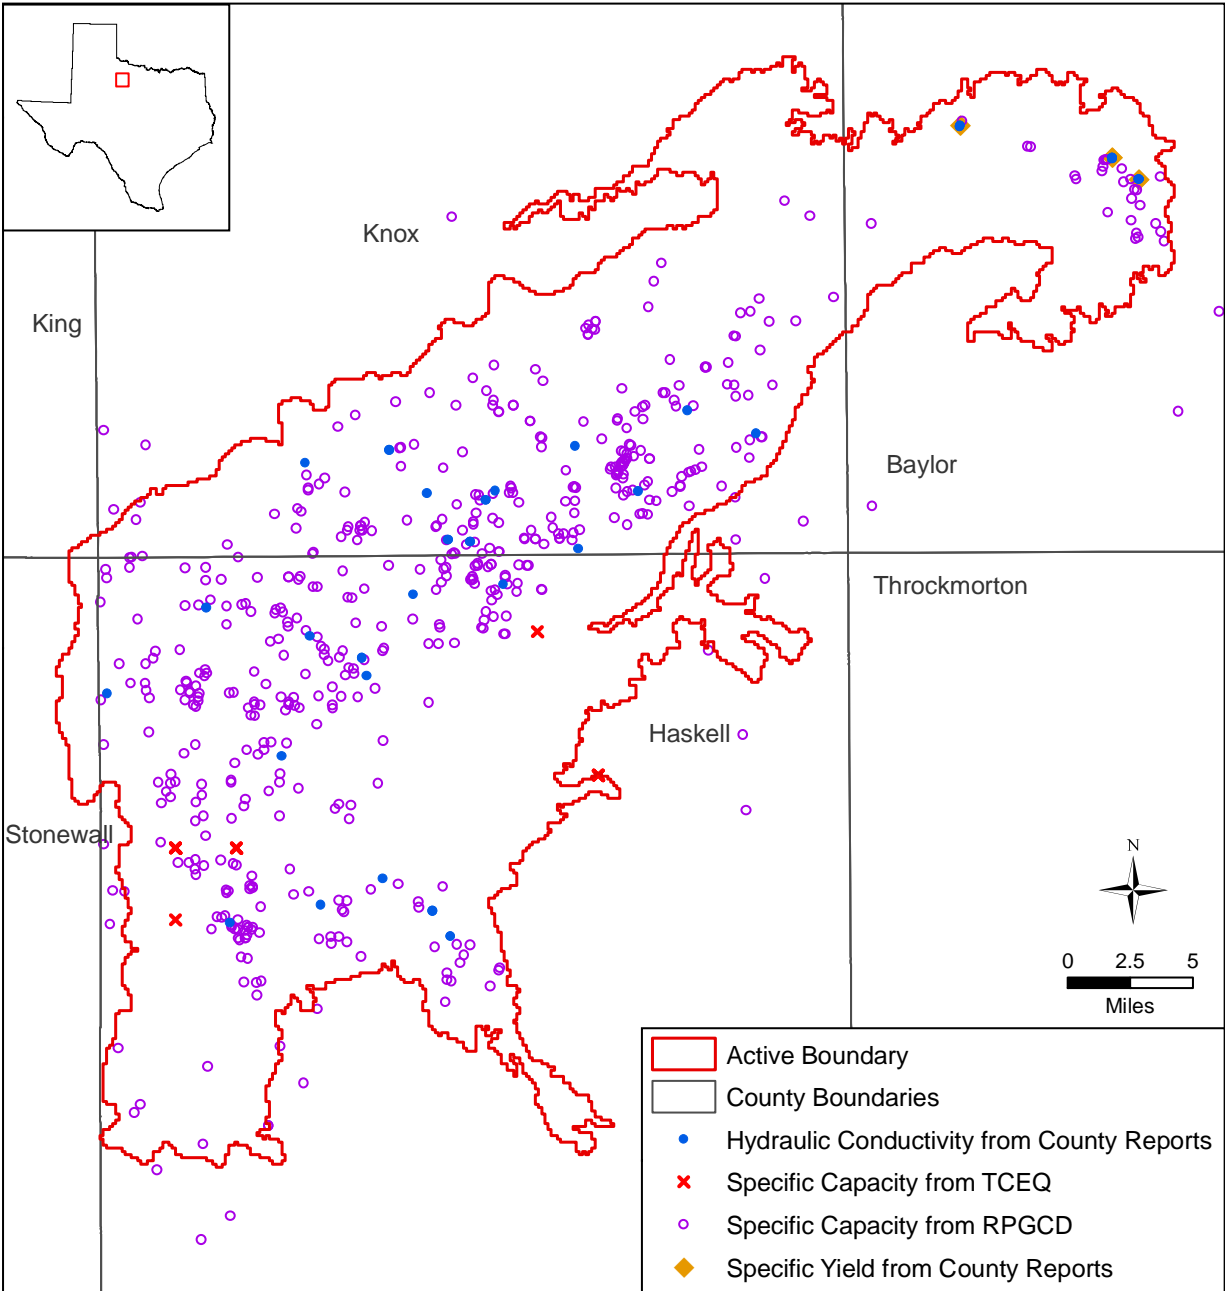 Knox
King
Baylor
Throckmorton
Haskell
Stonewall
N
0 2.5 5
Miles
Active Boundary
County Boundaries
Hydraulic Conductivity from County Reports
Specific Capacity from TCEQ
Specific Capacity from RPGCD
Specific Yield from County Reports